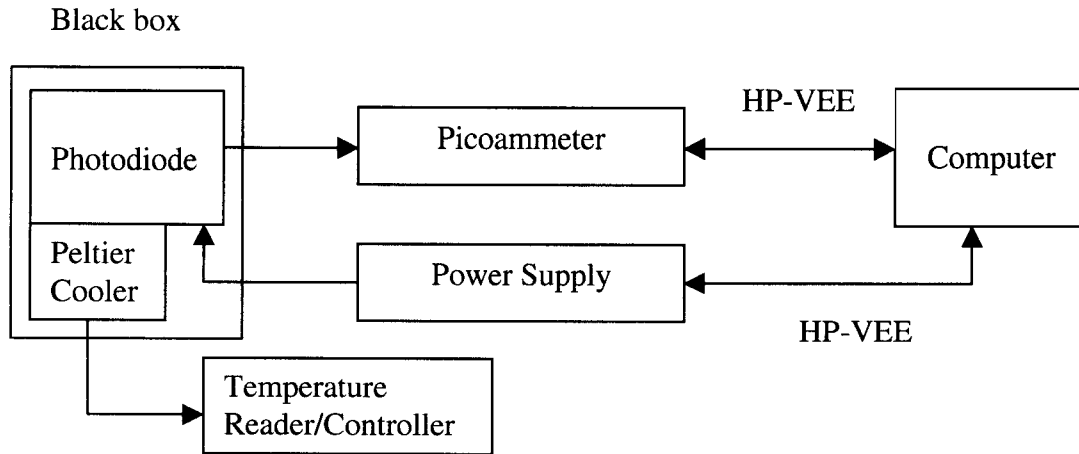 Black box
HP-VEE
Photodiode
Picoammeter
Computer
Peltier
Cooler
Power Supply
HP-VEE
Temperature
Reader/Controller